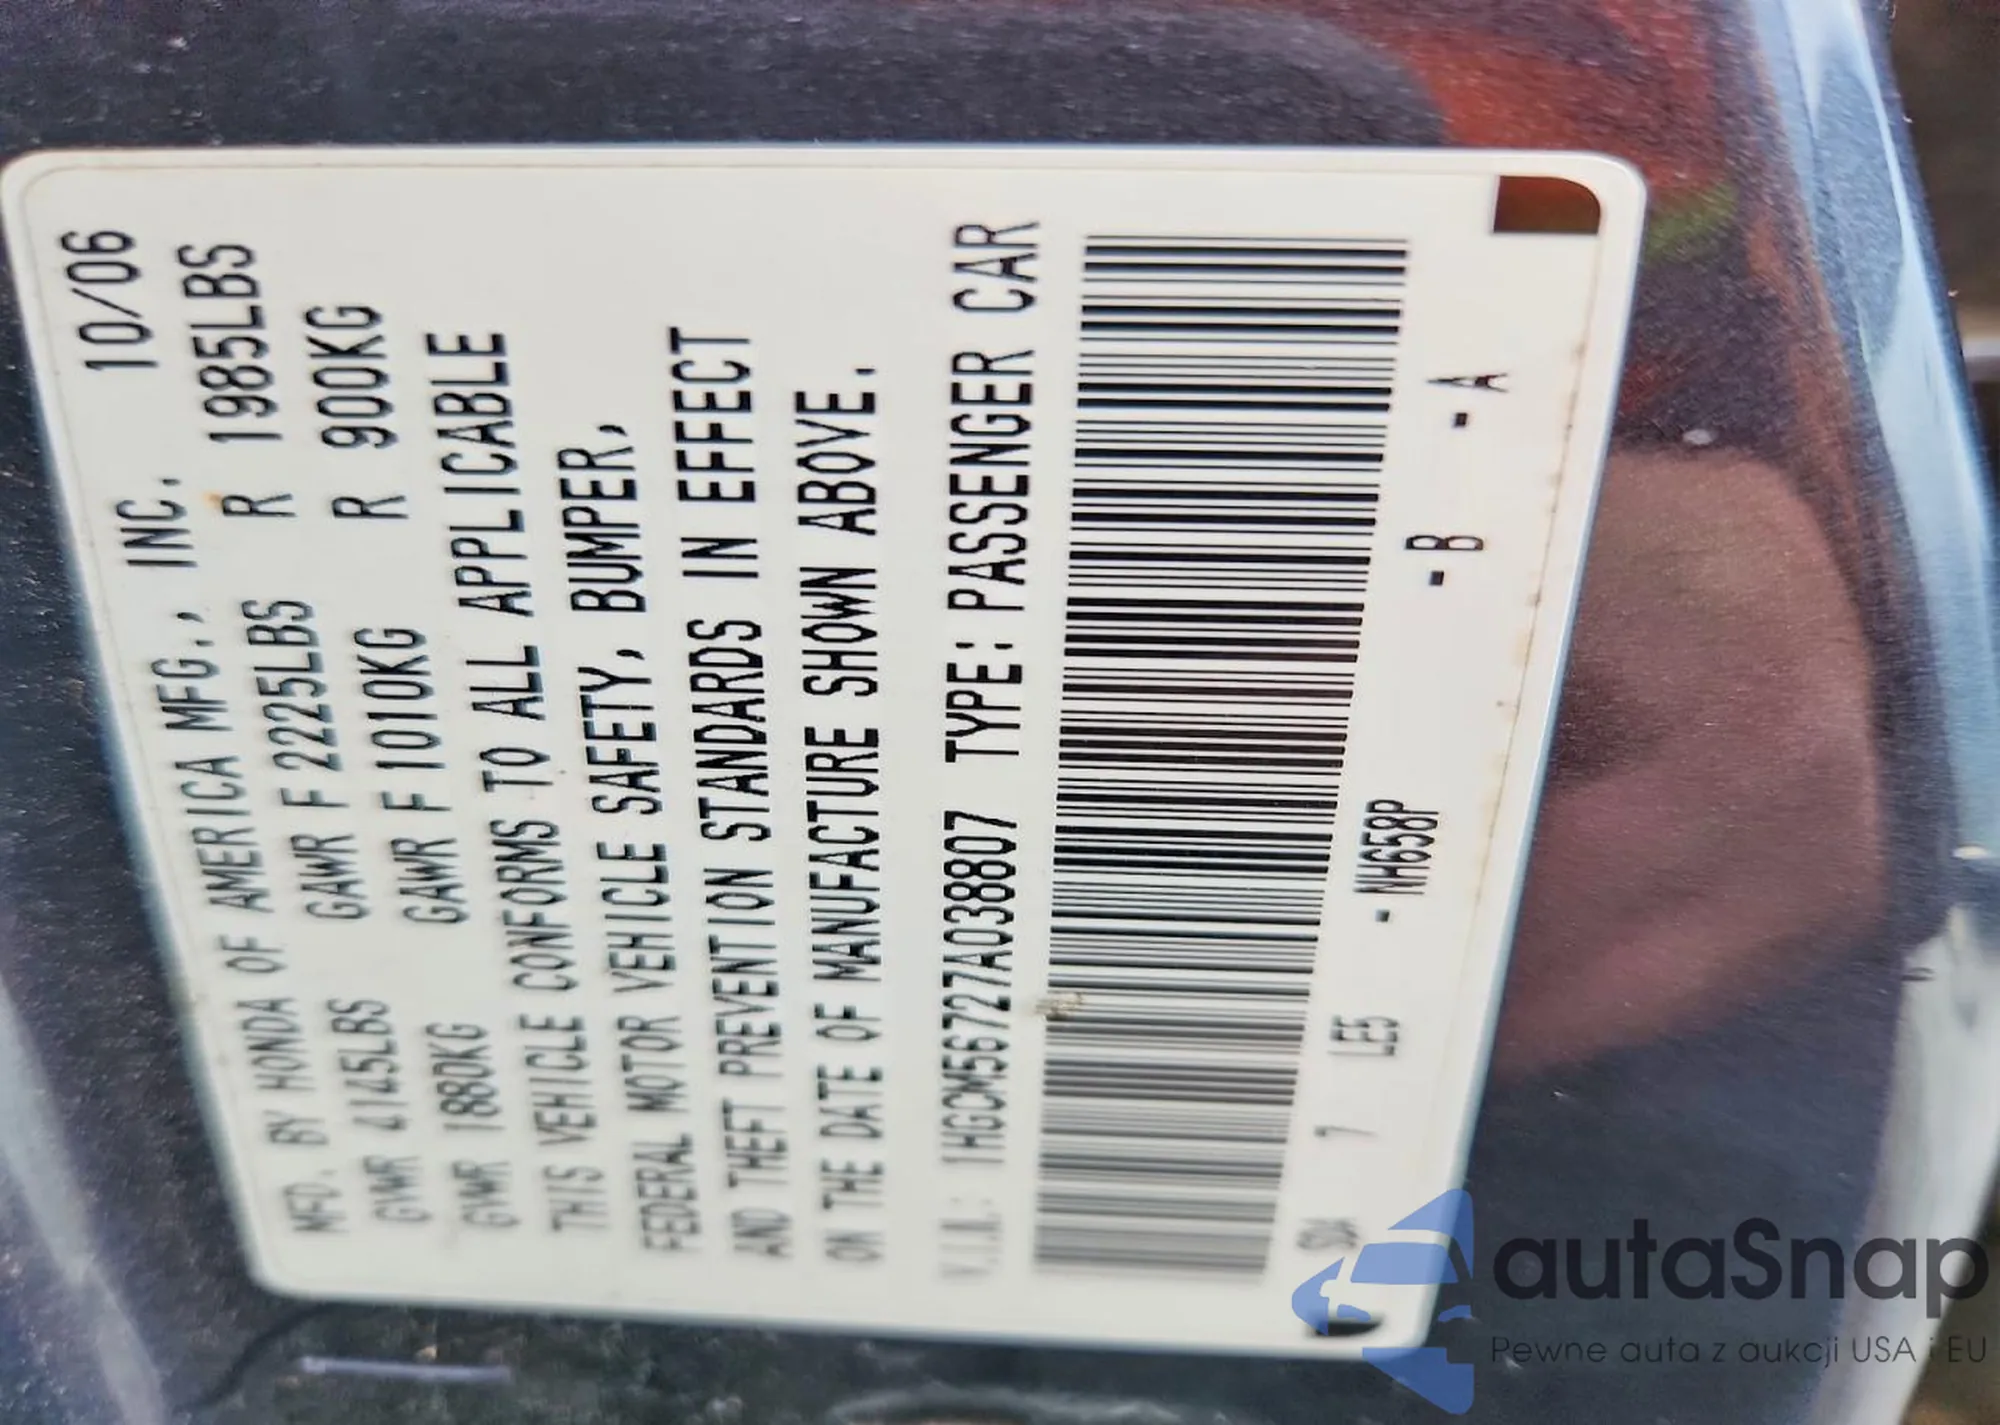 MFD. BY HONDA OF AMERICA MFG., INC. 10/06
GVWR 4145LBS GAWR F 2225LBS R 1985LBS
GVWR 1880KG GAWR F 1010KG R 900KG
THIS VEHICLE CONFORMS TO ALL APPLICABLE
FEDERAL MOTOR VEHICLE SAFETY, BUMPER,
AND THEFT PREVENTION STANDARDS IN EFFECT
ON THE DATE OF MANUFACTURE SHOWN ABOVE.
V.I.N.: 1HGCM56727A038807 TYPE: PASSENGER CAR
SDA 7 LE5 - NH658P - B - A
autoSnap
Pewne auta z aukcji USA i EU